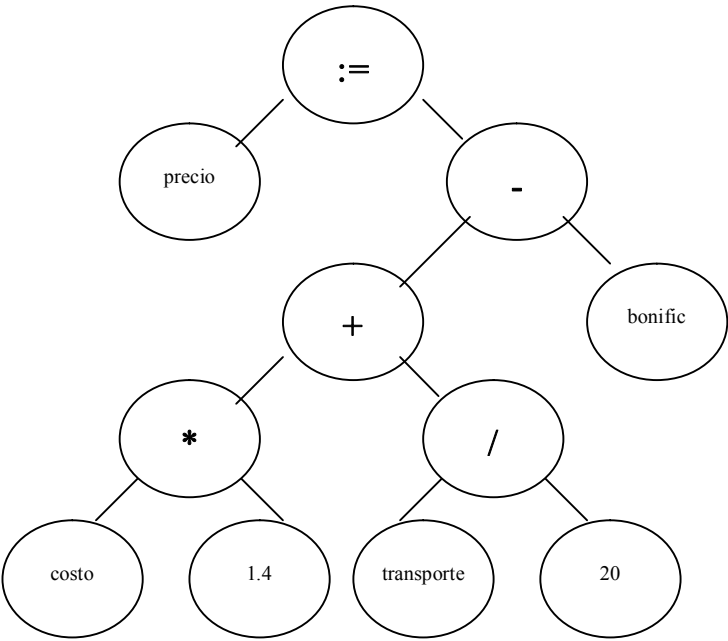 :=
precio
-
+
bonific
*
/
costo
1.4
transporte
20